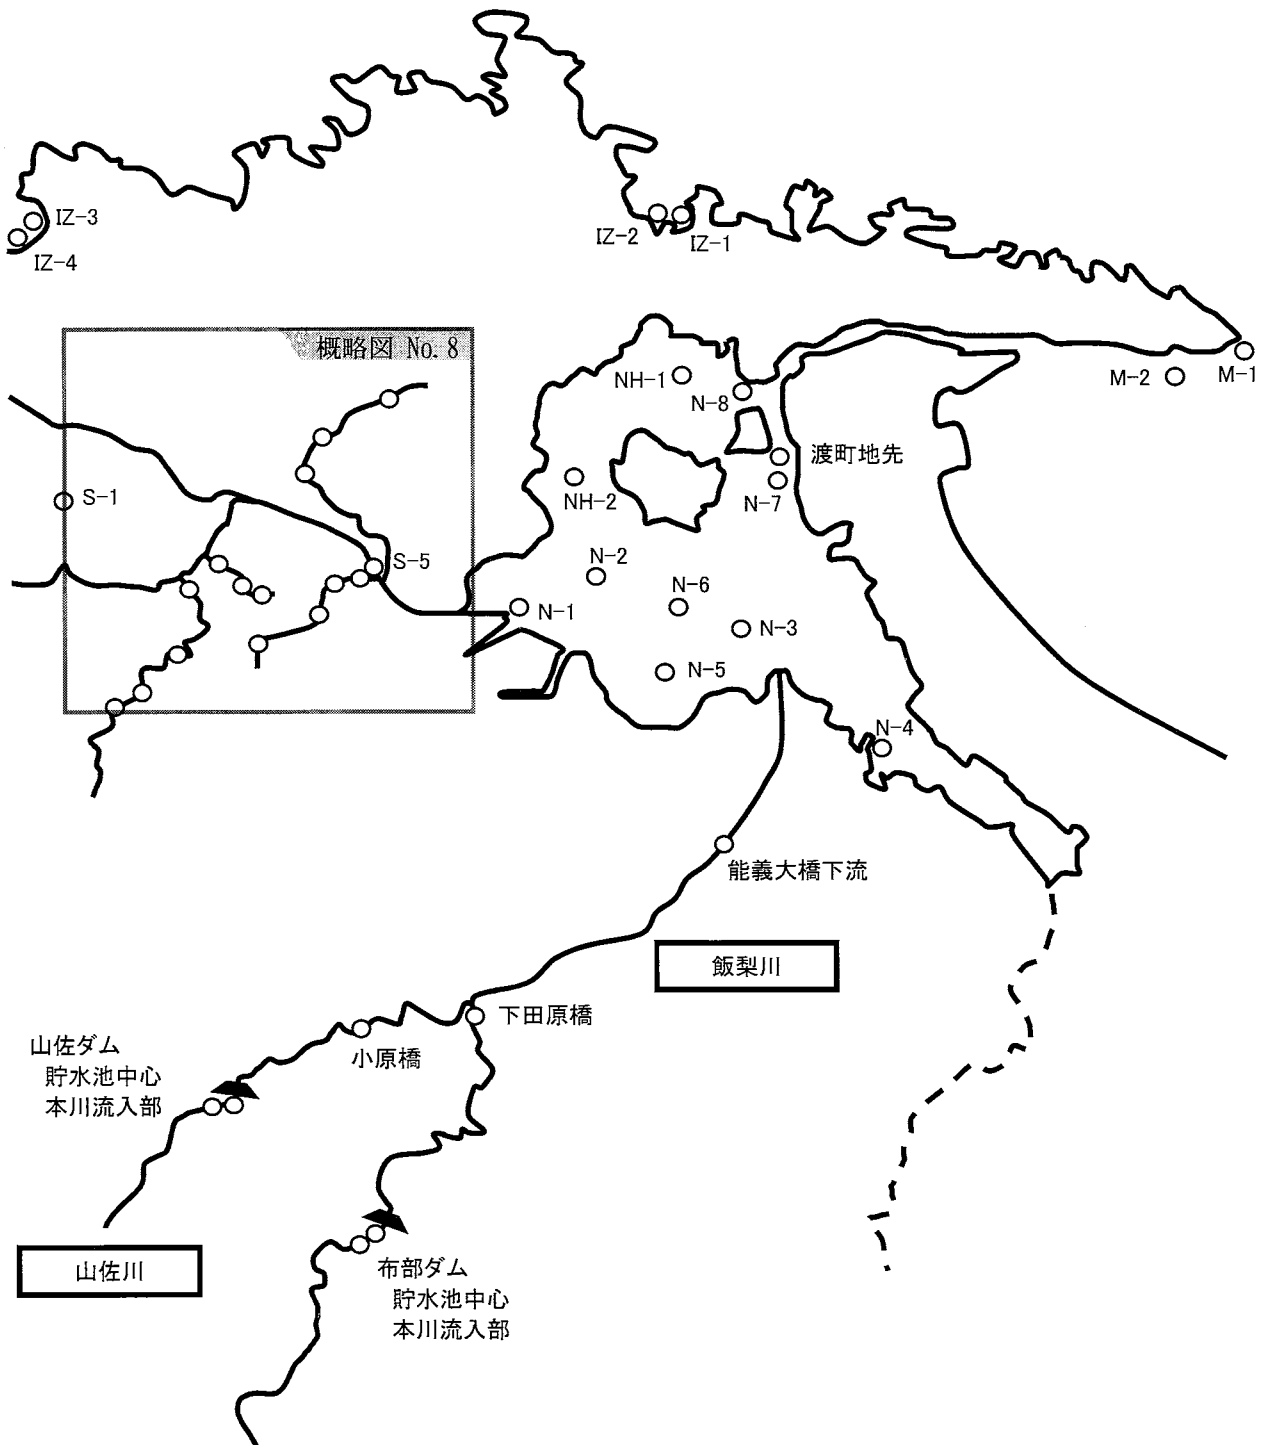 IZ-3
IZ-4
IZ-2
IZ-1
概略図 No. 8
NH-1
N-8
M-2
M-1
渡町地先
S-1
NH-2
N-7
S-5
N-2
N-6
N-1
N-3
N-5
N-4
能義大橋下流
飯梨川
下田原橋
小原橋
山佐ダム
貯水池中心
本川流入部
山佐川
布部ダム
貯水池中心
本川流入部